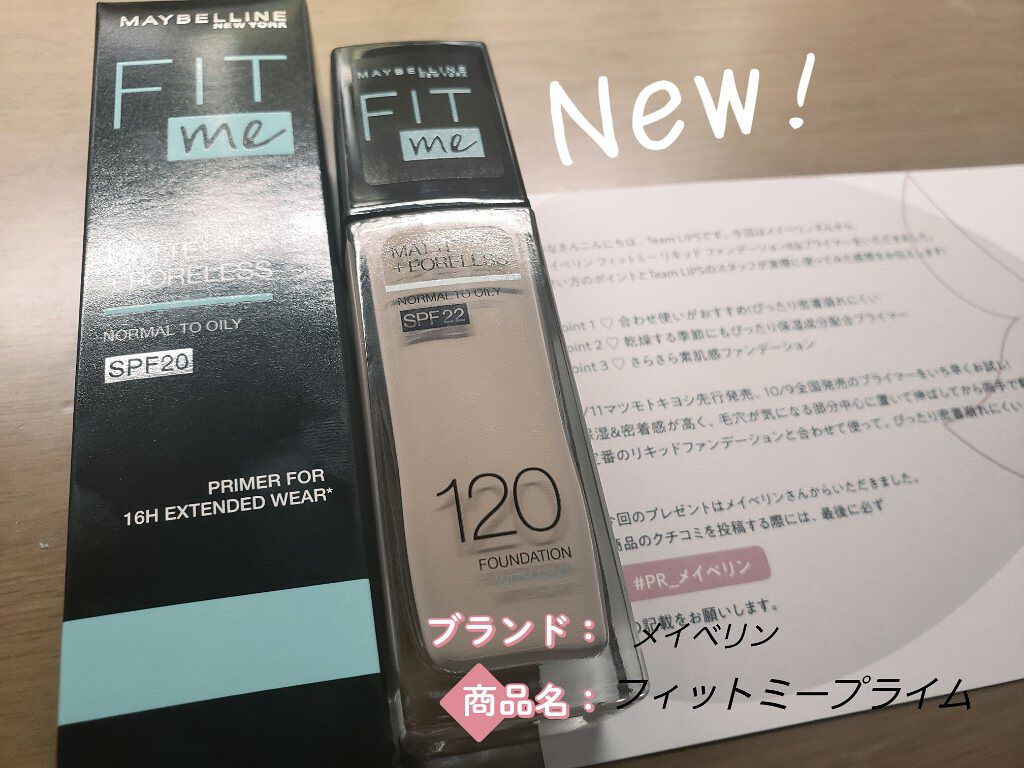 MAYBELLINE
NEW YORK
FIT
me
MATTE
+PORELESS
NORMAL TO OILY
SPF20
PRIMER FOR
16H EXTENDED WEAR*
MAYBELLINE
NEW YORK
FIT
me
MATTE
+PORELESS
NORMAL TO OILY
SPF 22
120
FOUNDATION
New!
なさんこんにちは、Team LIPSです。今回はメイベリンさんから、
イベリン フィットミー リキッド ファンデーションR&プライマーをいただきました。
い方のポイントとTeam LIPSのスタッフが実際に使ってみた感想をお伝えします
oint 1 ♡ 合わせ使いがおすすめ!ぴったり密着崩れにくい
oint 2 ♡ 乾燥する季節にもぴったり保湿成分配合プライマー
oint 3 ♡ さらさら素肌感ファンデーション
/11マツモトキヨシ先行発売、10/9全国発売のプライマーをいち早くお試し!
保湿&密着感が高く、毛穴が気になる部分中心に置いて伸ばしてから両手で
定番のリキッドファンデーションと合わせて使って、ぴったり密着崩れにくい
今回のプレゼントはメイベリンさんからいただきました。
商品のクチコミを投稿する際には、最後に必ず
#PR_メイベリン
の記載をお願いします。
ブランド： メイベリン
商品名： フィットミープライム